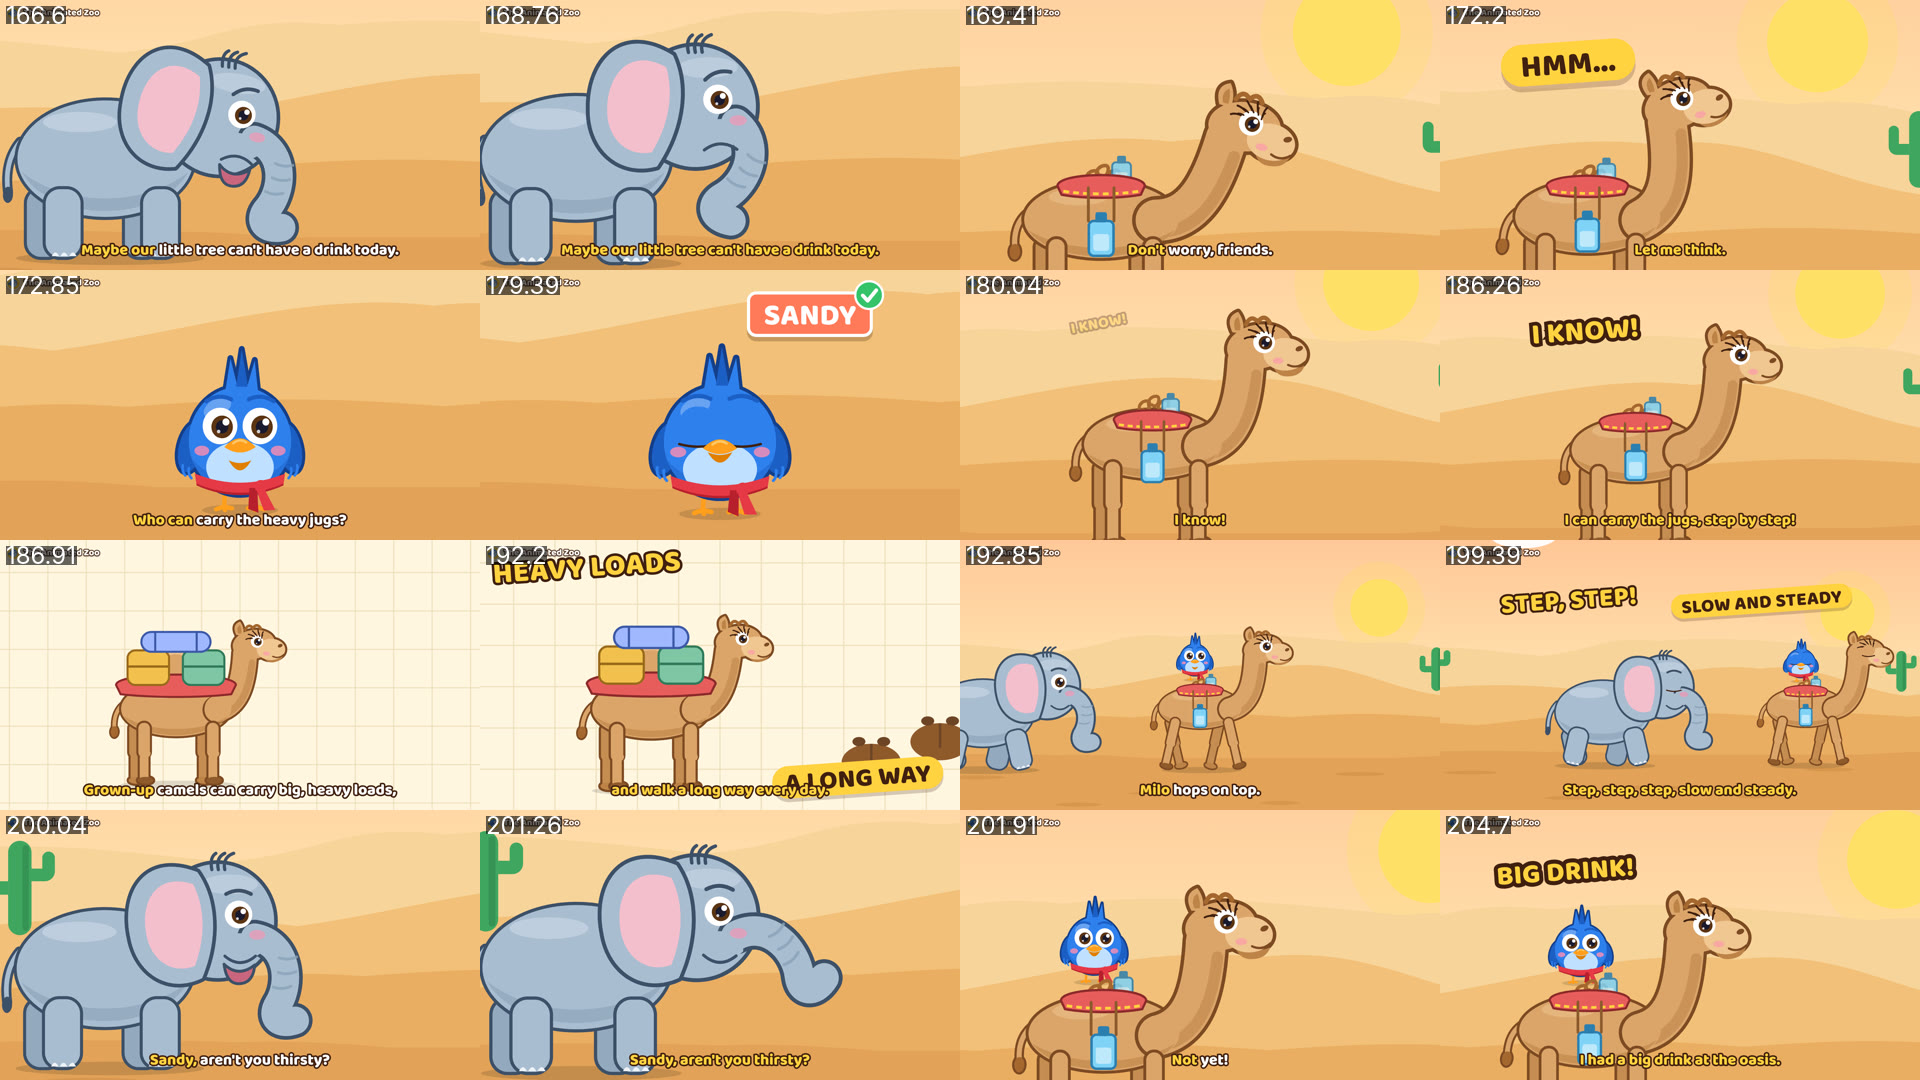 166.6
Maybe our little tree can't have a drink today.
168.76
Maybe our little tree can't have a drink today.
169.41
Don't worry, friends.
172.2
HMM...
Let me think.
172.85
Who can carry the heavy jugs?
179.39
SANDY
180.04
I KNOW!
I know!
186.26
I KNOW!
I can carry the jugs, step by step!
186.91
Grown-up camels can carry big, heavy loads,
192.2
HEAVY LOADS
A LONG WAY
and walk a long way every day.
192.85
Milo hops on top.
199.39
STEP, STEP!
SLOW AND STEADY
Step, step, step, slow and steady.
200.04
Sandy, aren't you thirsty?
201.26
Sandy, aren't you thirsty?
201.91
Not yet!
204.7
BIG DRINK!
I had a big drink at the oasis.